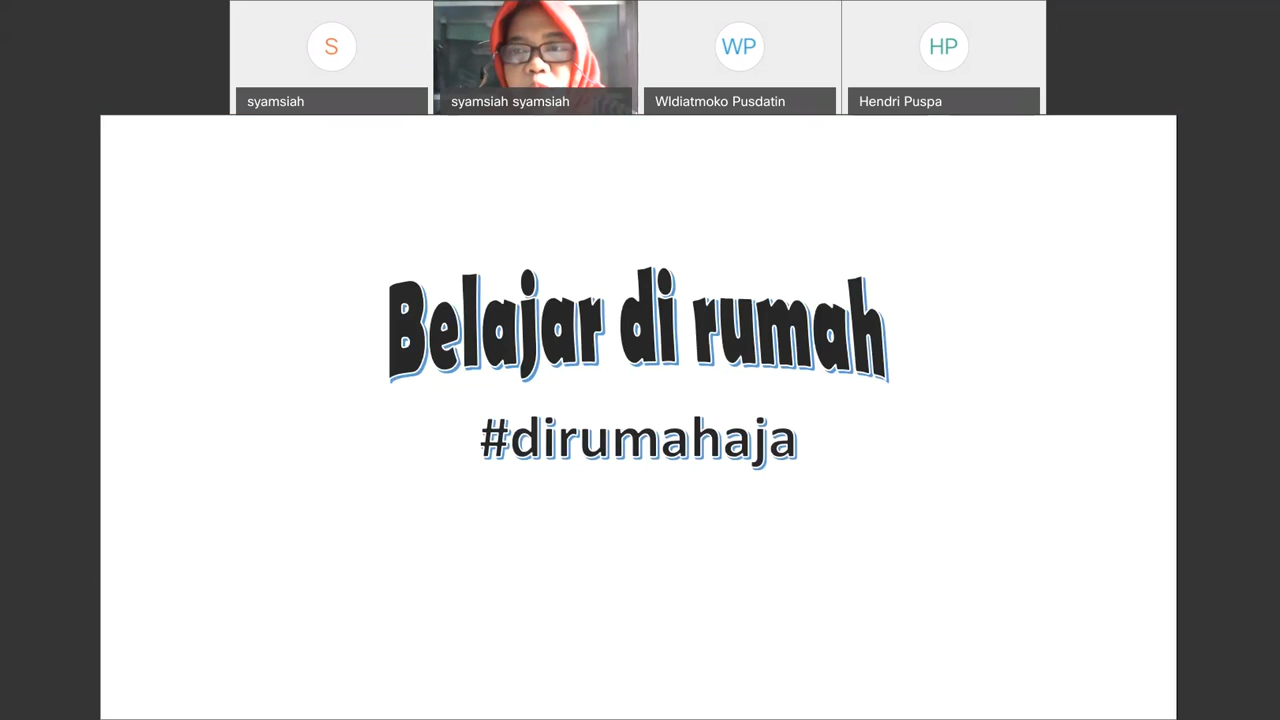 S
WP
HP
syamsiah
syamsiah syamsiah
WIdiatmoko Pusdatin
Hendri Puspa
Belajar di rumah
#dirumahaja